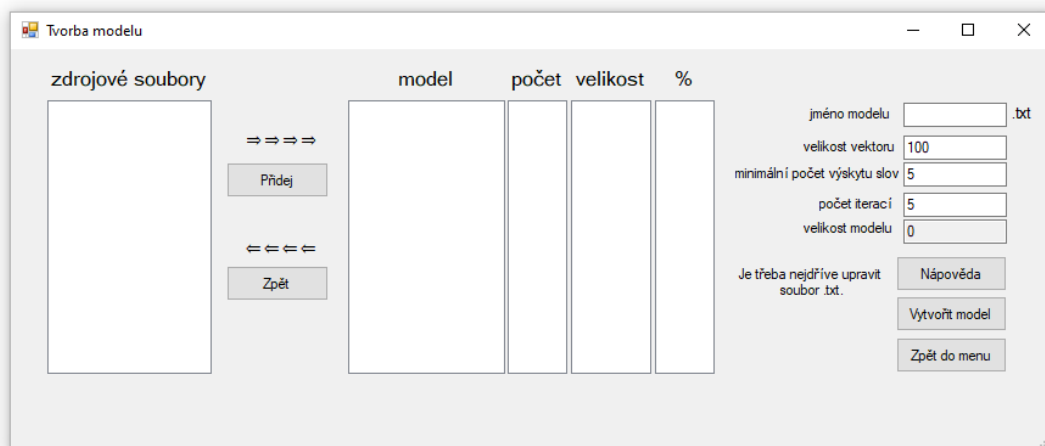 Tvorba modelu
zdrojové soubory
model
počet
velikost
%
⇒⇒⇒⇒
Přidej
⇐⇐⇐⇐
Zpět
jméno modelu .txt
velikost vektoru 100
minimální počet výskytu slov 5
počet iterací 5
velikost modelu 0
Je třeba nejdříve upravit
soubor .txt.
Nápověda
Vytvořit model
Zpět do menu